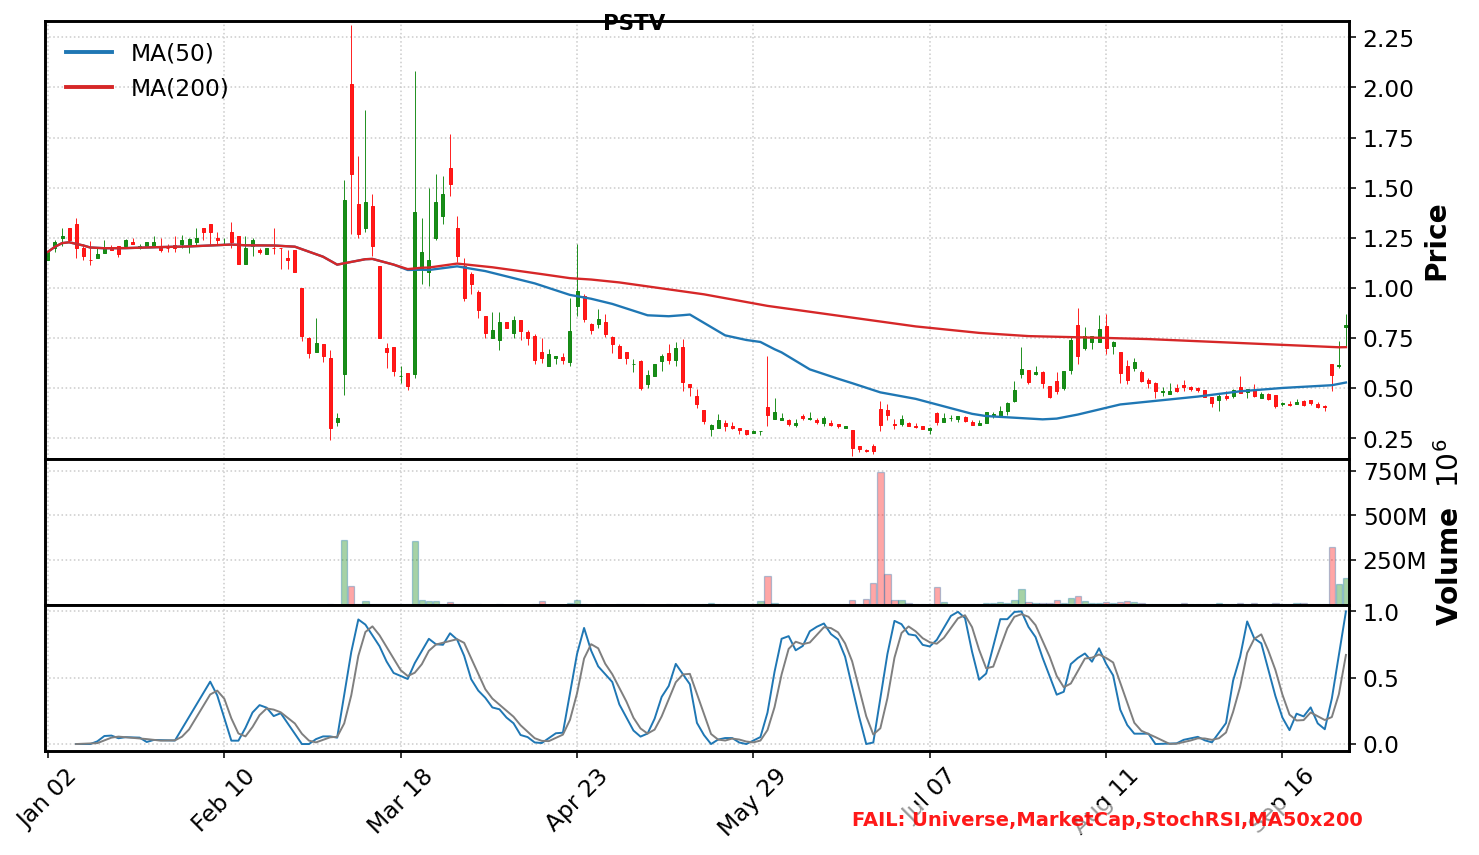 PSTV
MA(50)
MA(200)
2.25
2.00
1.75
1.50
1.25
1.00
0.75
0.50
0.25
Price
750M
500M
250M
Volume 10^6
1.0
0.5
0.0
Jan 02
Feb 10
Mar 18
Apr 23
May 29
Jul 07
Aug 11
Sep 16
FAIL: Universe,MarketCap,StochRSI,MA50x200